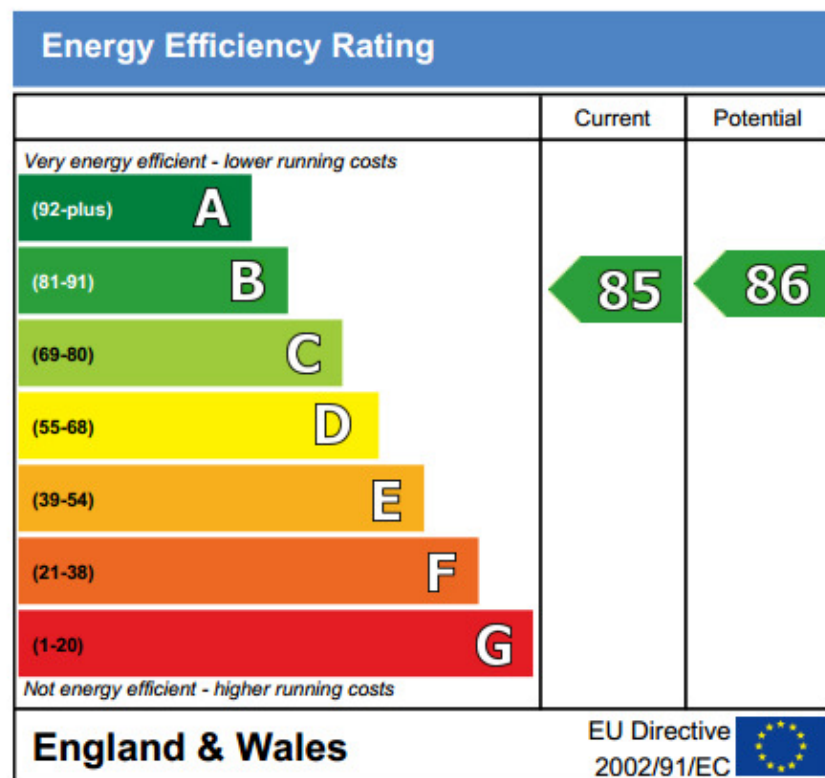 Energy Efficiency Rating
Current Potential
Very energy efficient - lower running costs
(92-plus) A
(81-91) B
85 86
(69-80) C
(55-68) D
(39-54) E
(21-38) F
(1-20) G
Not energy efficient - higher running costs
England & Wales
EU Directive
2002/91/EC